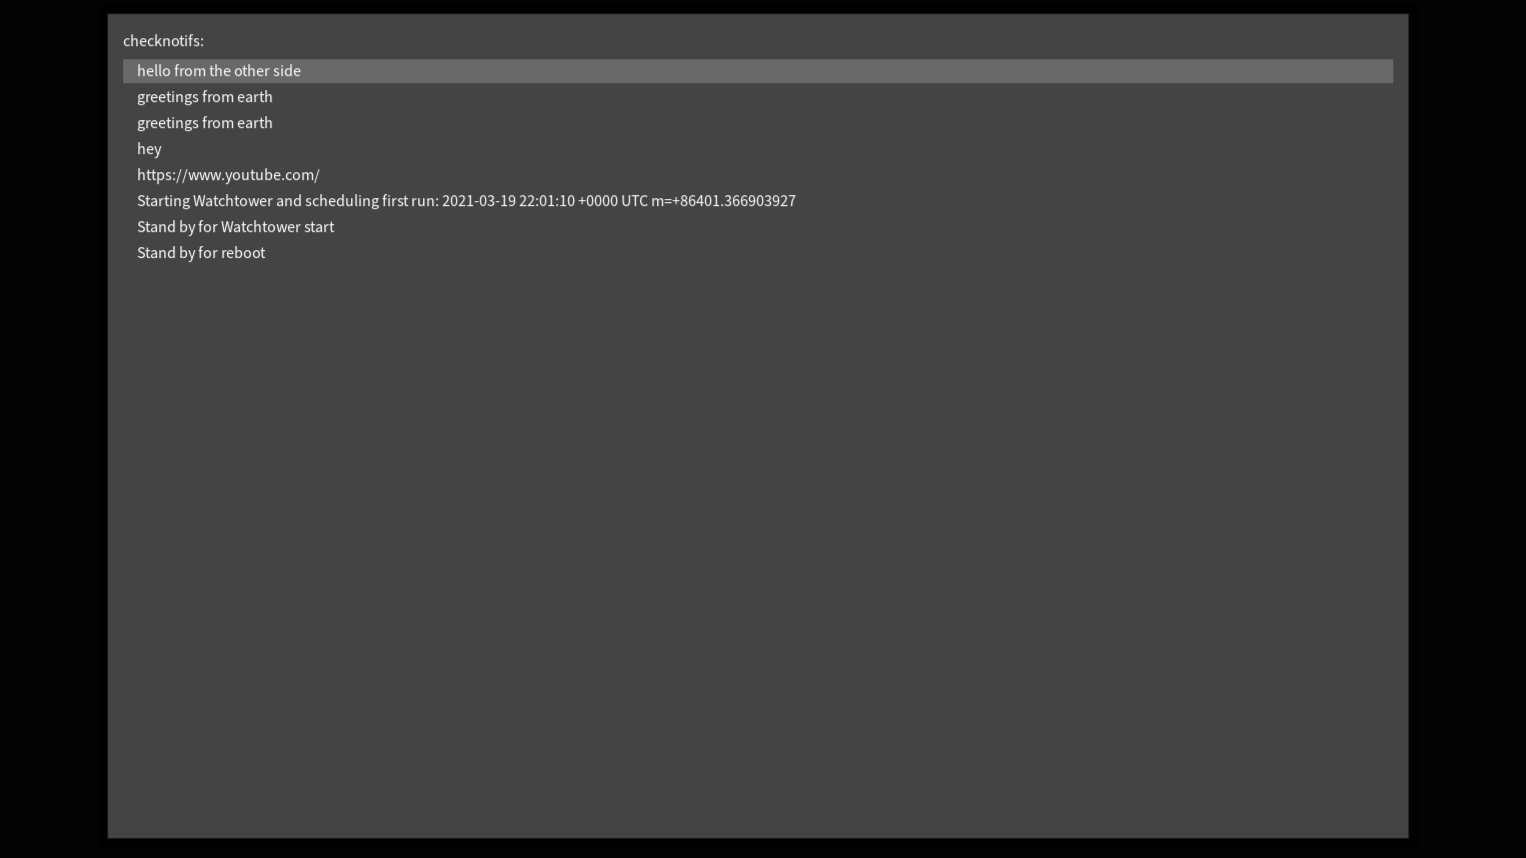 checknotifs:
hello from the other side
greetings from earth
greetings from earth
hey
https://www.youtube.com/
Starting Watchtower and scheduling first run: 2021-03-19 22:01:10 +0000 UTC m=+86401.366903927
Stand by for Watchtower start
Stand by for reboot